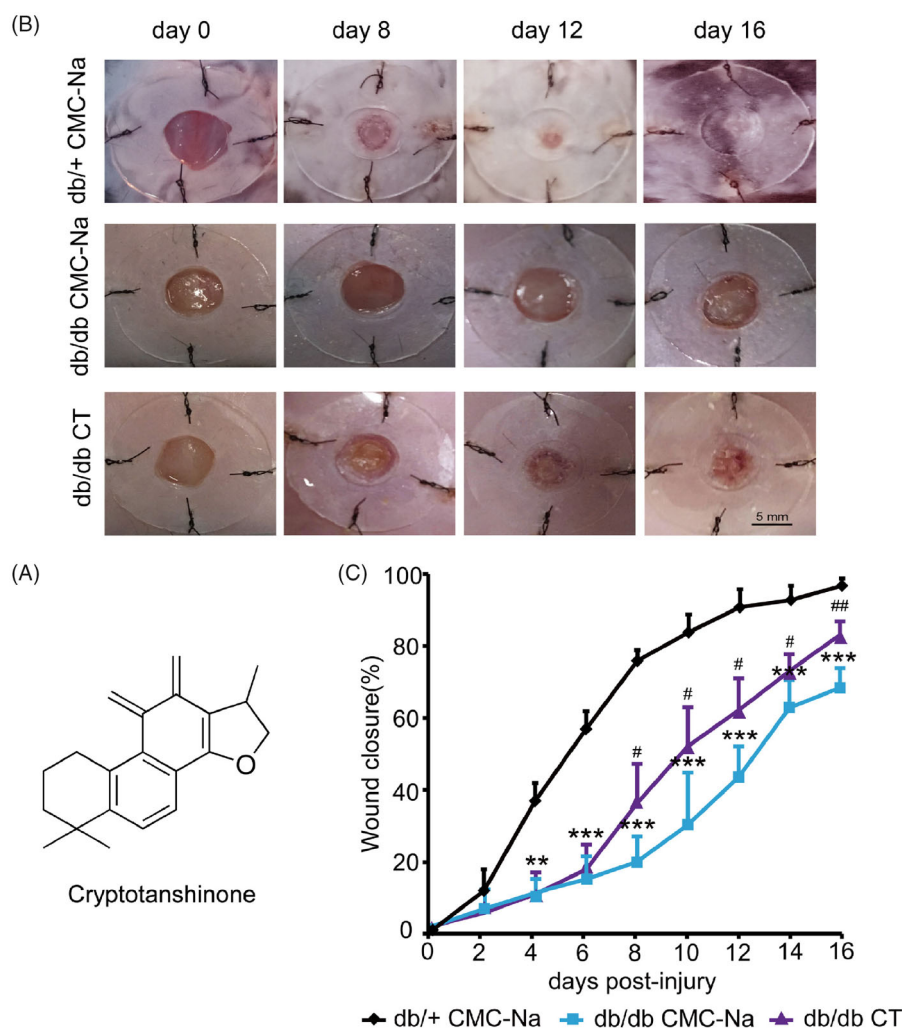 (B)
day 0 day 8 day 12 day 16
db/+ CMC-Na
db/db CMC-Na
db/db CT
5 mm
(A)
O
Cryptotanshinone
(C)
Wound closure(%)
100
80
60
40
20
0
** *** *** *** *** *** ***
# # # # ##
0 2 4 6 8 10 12 14 16
days post-injury
db/+ CMC-Na db/db CMC-Na db/db CT